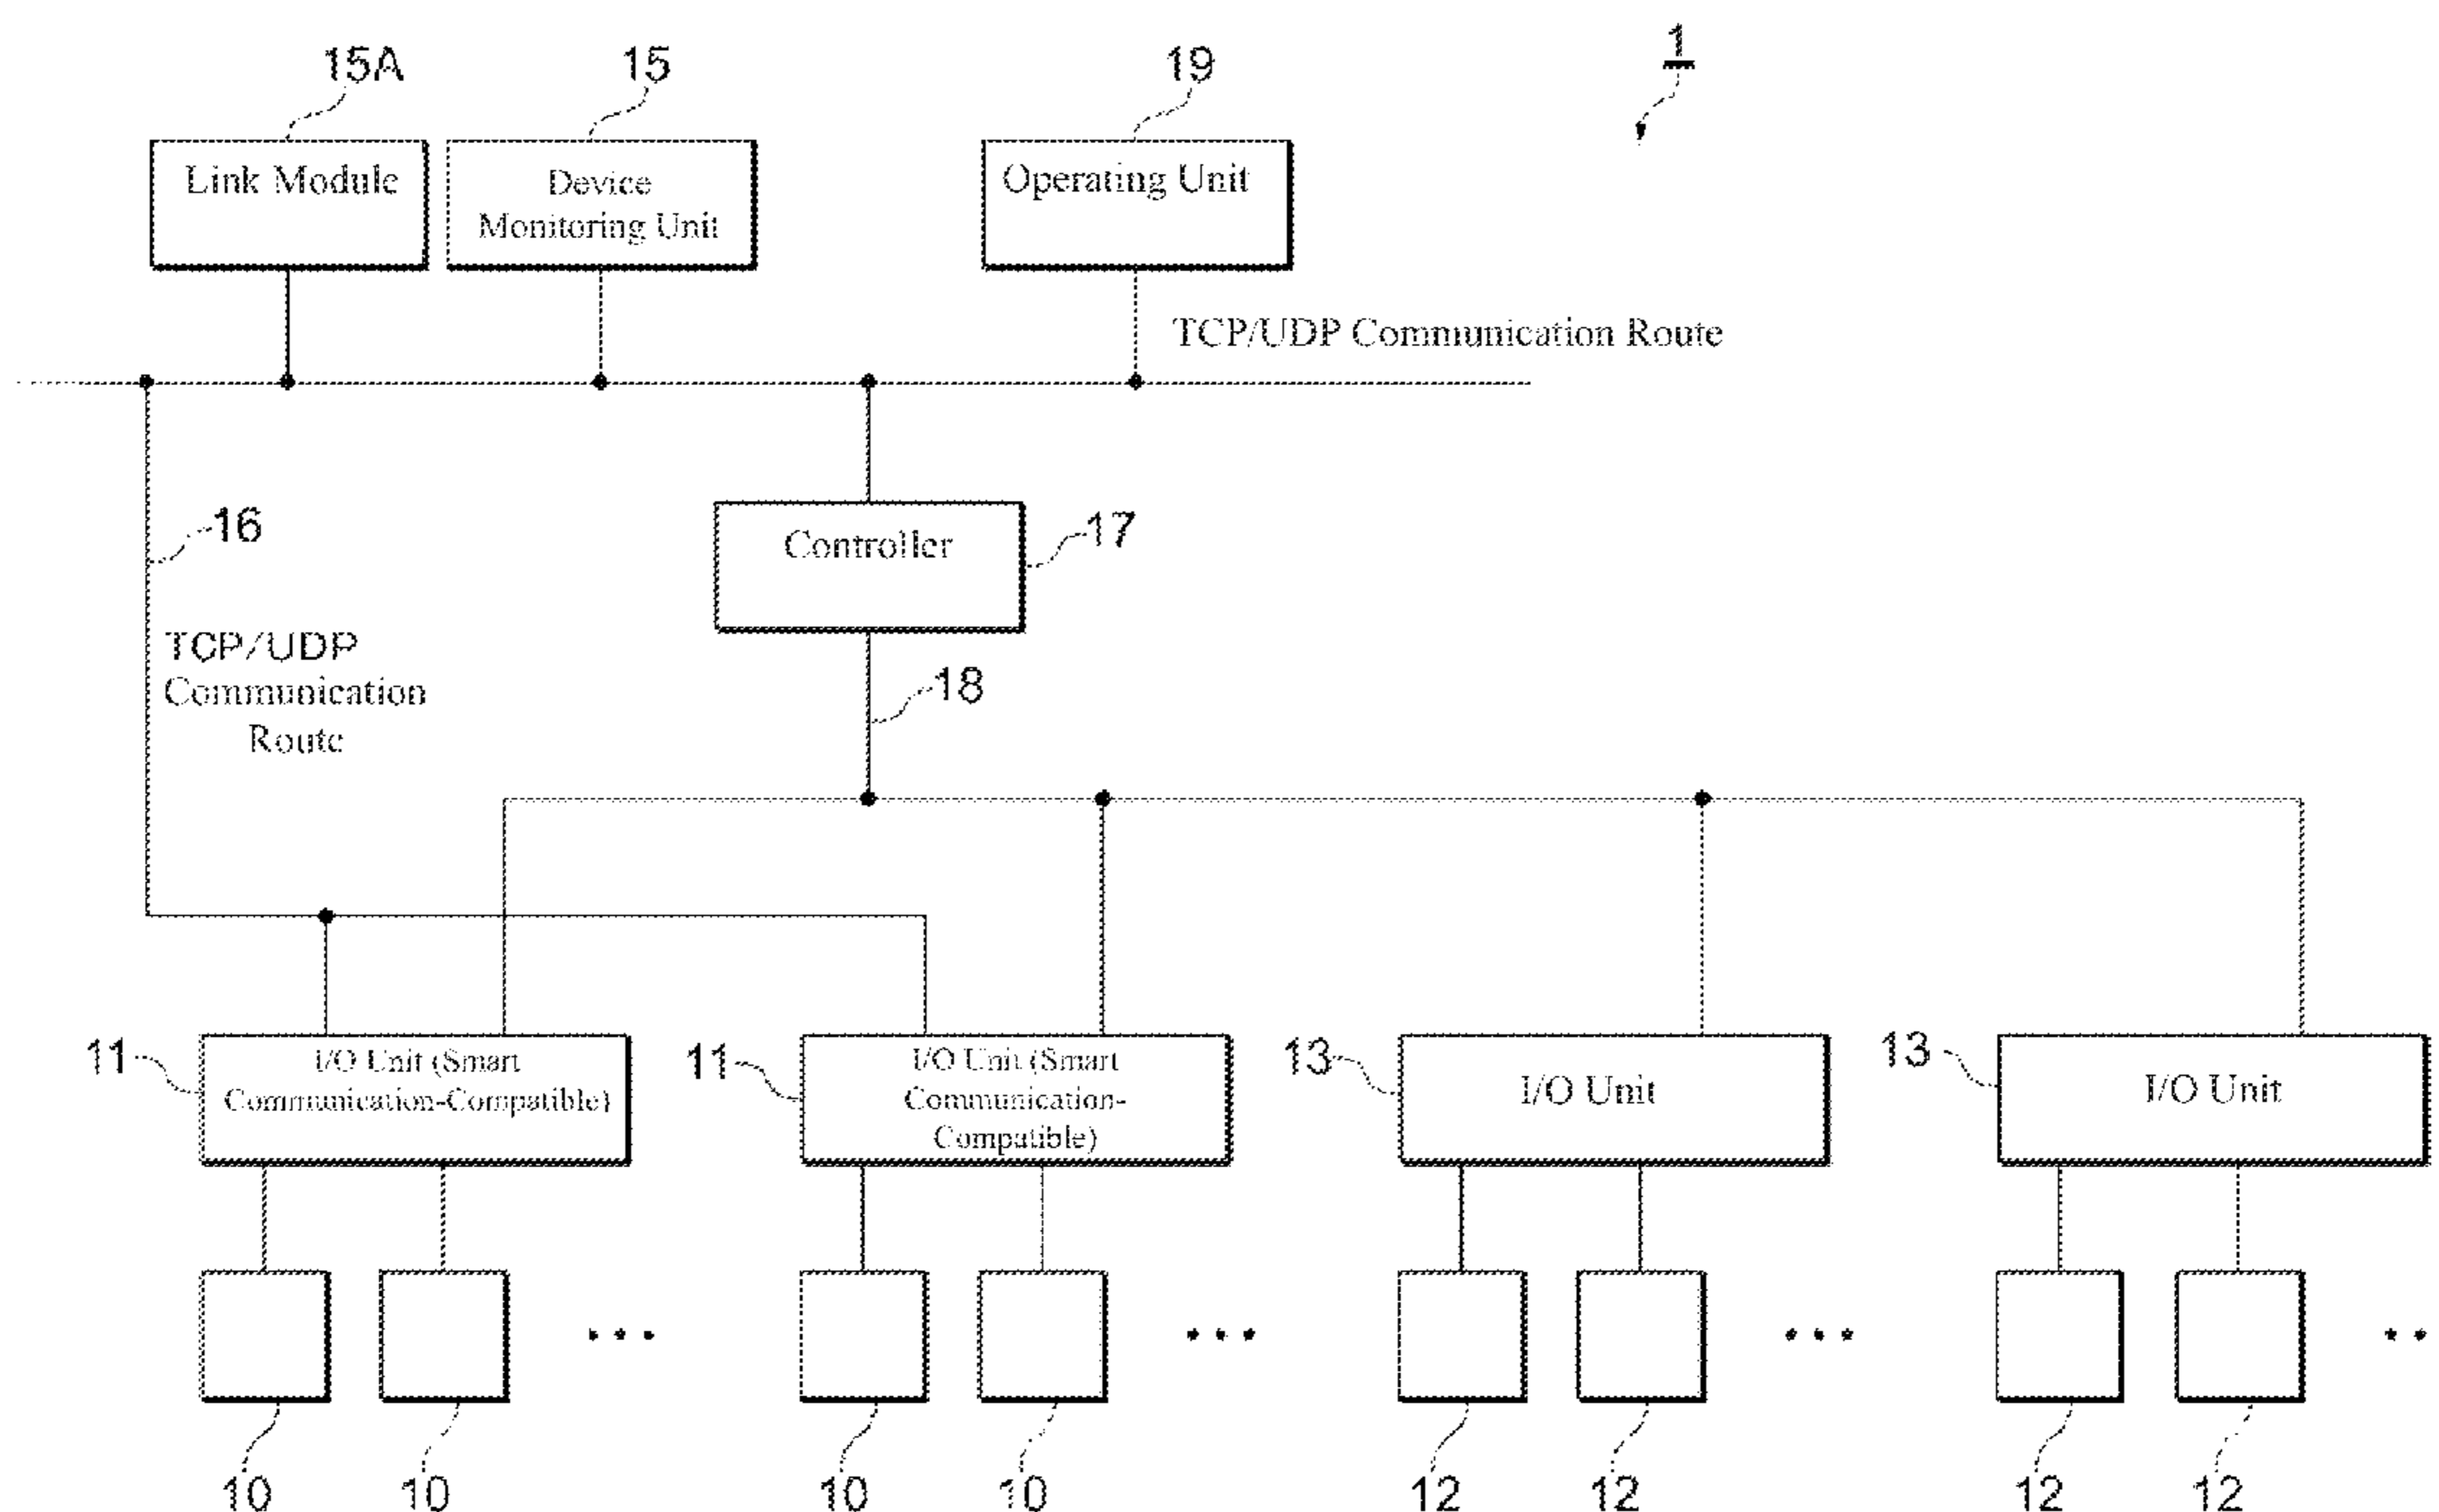 15A
15
19
1
Link Module
Device
Monitoring Unit
Operating Unit
TCP/UDP Communication Route
16
Controller
17
TCP/UDP
Communication
Route
18
11
I/O Unit (Smart
Communication-Compatible)
11
I/O Unit (Smart
Communication-
Compatible)
13
I/O Unit
13
I/O Unit
...
...
...
..
10
10
10
10
12
12
12
12